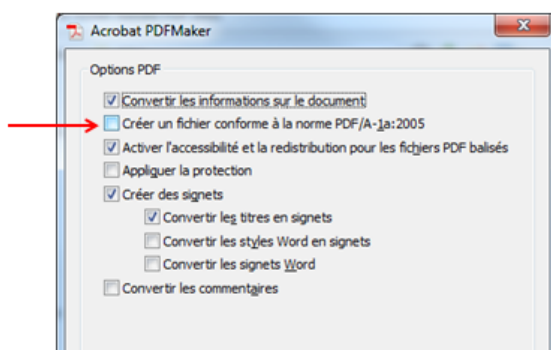 Acrobat PDFMaker
Options PDF
Convertir les informations sur le document
Créer un fichier conforme à la norme PDF/A-1a:2005
Activer l'accessibilité et la redistribution pour les fichiers PDF balisés
Appliquer la protection
Créer des signets
Convertir les titres en signets
Convertir les styles Word en signets
Convertir les signets Word
Convertir les commentaires